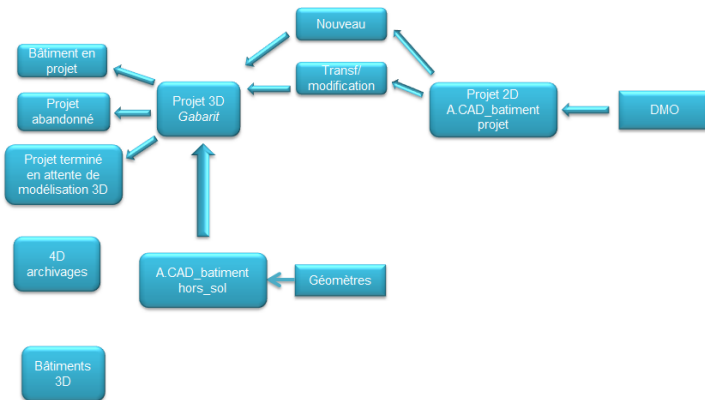 Nouveau
Bâtiment en
projet
Transf/
modification
Projet 3D
Gabarit
Projet 2D
A.CAD_batiment
projet
DMO
Projet
abandonné
Projet terminé
en attente de
modélisation 3D
4D
archivages
A.CAD_batiment
hors_sol
Géomètres
Bâtiments
3D